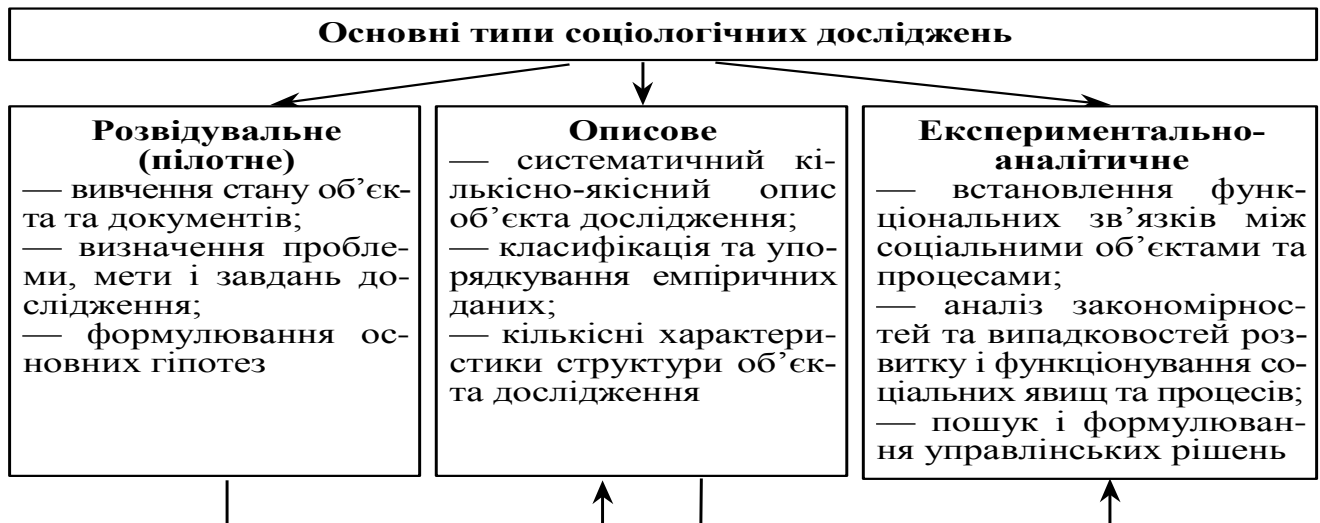 Основні типи соціологічних досліджень
Розвідувальне
(пілотне)
— вивчення стану об’єк-
та та документів;
— визначення пробле-
ми, мети і завдань до-
слідження;
— формулювання ос-
новних гіпотез
Описове
— систематичний кі-
лькісно-якісний опис
об’єкта дослідження;
— класифікація та упо-
рядкування емпіричних
даних;
— кількісні характери-
стики структури об’єк-
та дослідження
Експериментально-
аналітичне
— встановлення функ-
ціональних зв’язків між
соціальними об’єктами та
процесами;
— аналіз закономірнос-
тей та випадковостей роз-
витку і функціонування со-
ціальних явищ та процесів;
— пошук і формулюван-
ня управлінських рішень